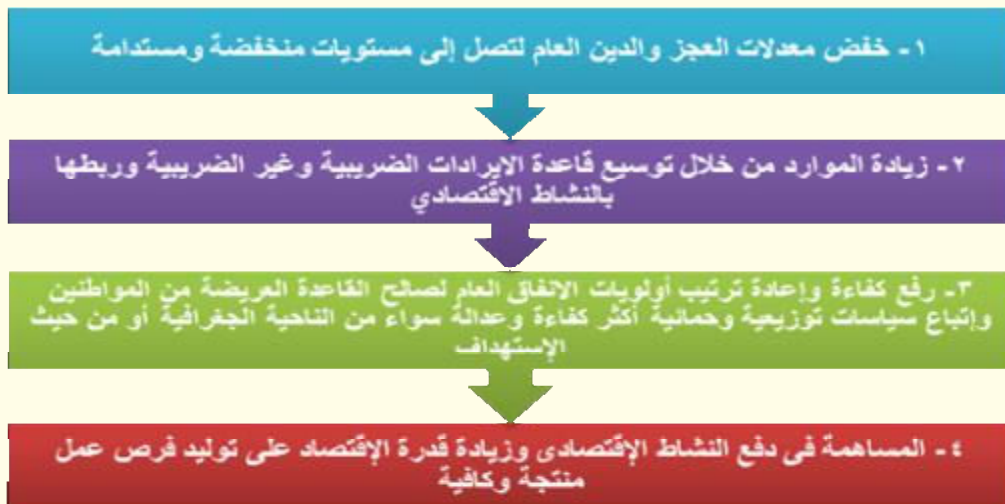 ١- خفض معدلات العجز والدين العام لتصل إلى مستويات منخفضة ومستدامة
٢- زيادة الموارد من خلال توسيع قاعدة الايرادات الضريبية وغير الضريبية وربطها
بالنشاط الاقتصادي
٣- رفع كفاءة وإعادة ترتيب أولويات الانفاق العام لصالح القاعدة العريضة من المواطنين
وإتباع سياسات توزيعية وحمائية أكثر كفاءة وعدالة سواء من الناحية الجغرافية أو من حيث
الإستهداف
٤- المساهمة فى دفع النشاط الإقتصادى وزيادة قدرة الإقتصاد على توليد فرص عمل
منتجة وكافية